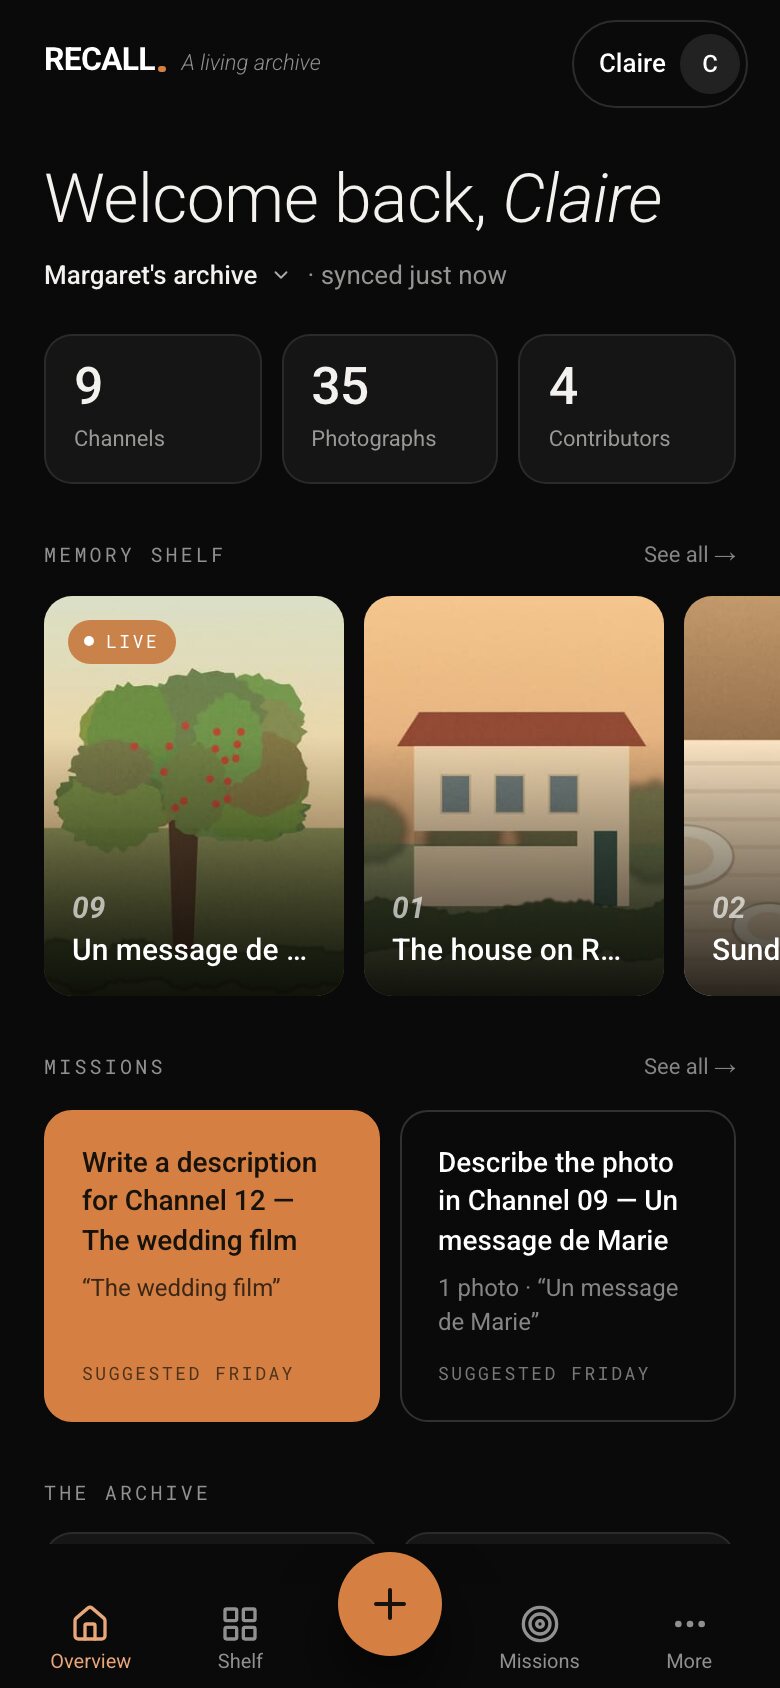 RECALL. A living archive
Claire C
Welcome back, Claire
Margaret's archive · synced just now
9
Channels
35
Photographs
4
Contributors
MEMORY SHELF
See all →
LIVE
09
Un message de ...
01
The house on R...
02
Sund
MISSIONS
See all →
Write a description
for Channel 12 —
The wedding film
“The wedding film”
SUGGESTED FRIDAY
Describe the photo
in Channel 09 — Un
message de Marie
1 photo · “Un message
de Marie”
SUGGESTED FRIDAY
THE ARCHIVE
Overview
Shelf
Missions
More